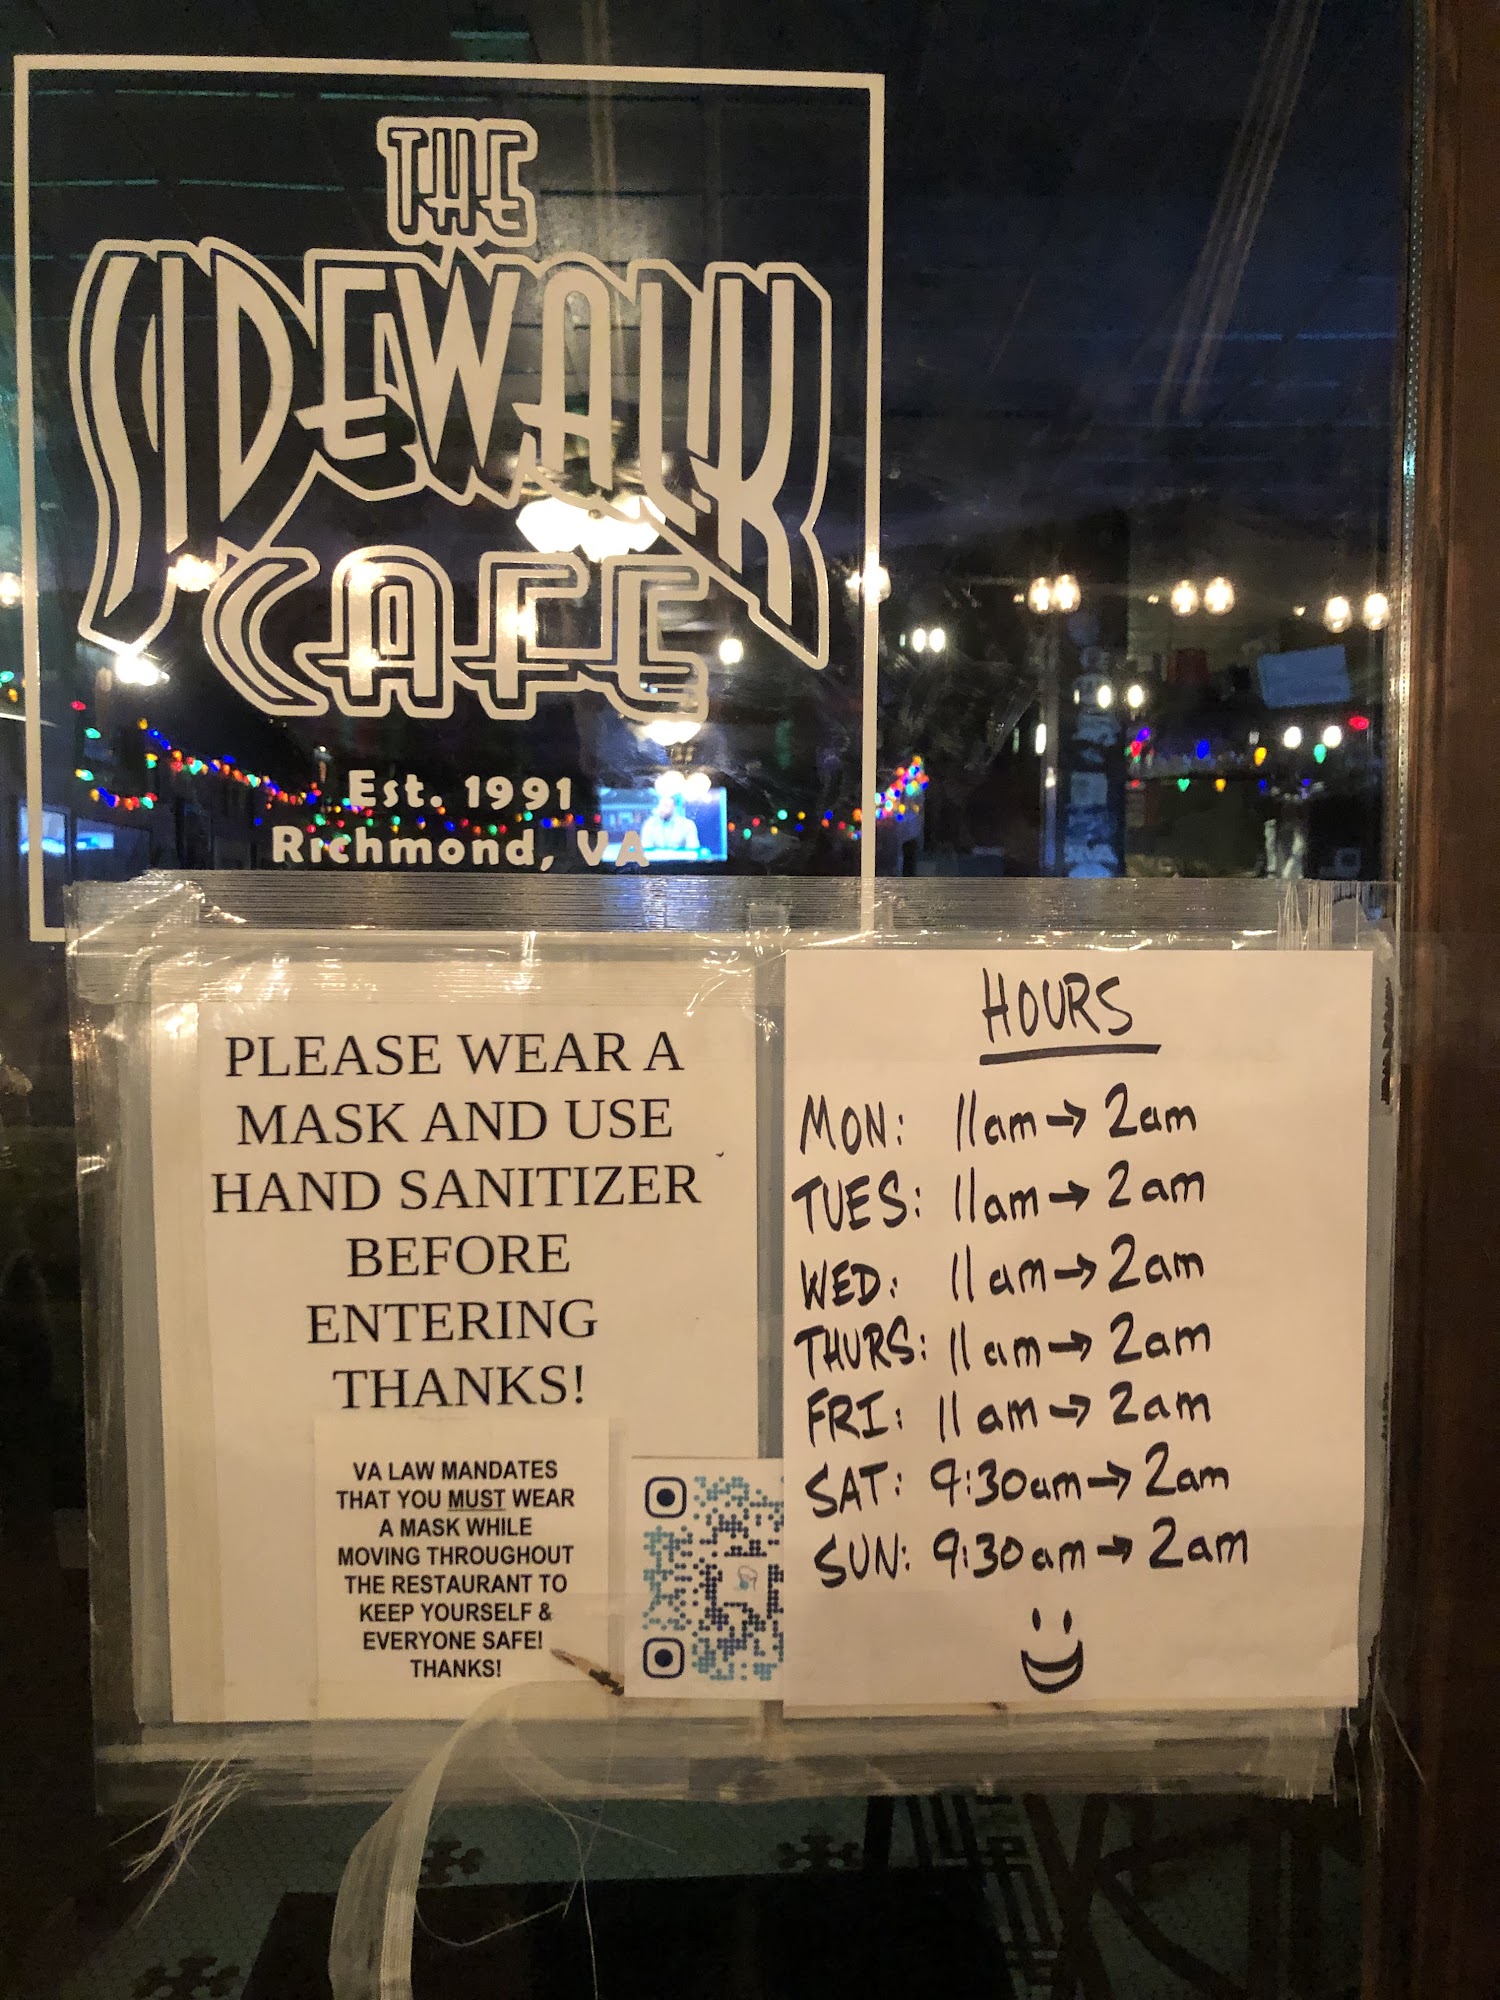 THE
SIDEWALK
CAFE
Est. 1991
Richmond, VA
PLEASE WEAR A
MASK AND USE
HAND SANITIZER
BEFORE
ENTERING
THANKS!
VA LAW MANDATES
THAT YOU MUST WEAR
A MASK WHILE
MOVING THROUGHOUT
THE RESTAURANT TO
KEEP YOURSELF &
EVERYONE SAFE!
THANKS!
HOURS
MON: 11am → 2am
TUES: 11am → 2am
WED: 11am → 2am
THURS: 11am → 2am
FRI: 11am → 2am
SAT: 9:30am → 2am
SUN: 9:30am → 2am